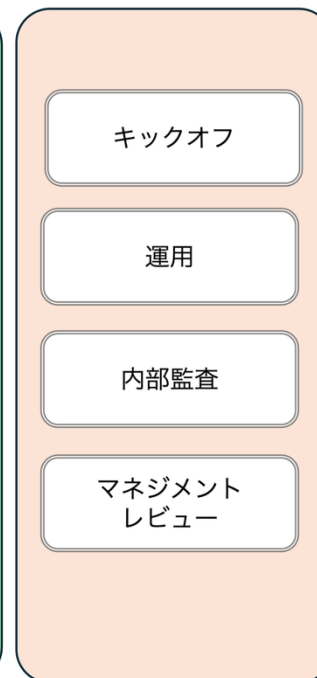 キックオフ
運用
内部監査
マネジメント
レビュー